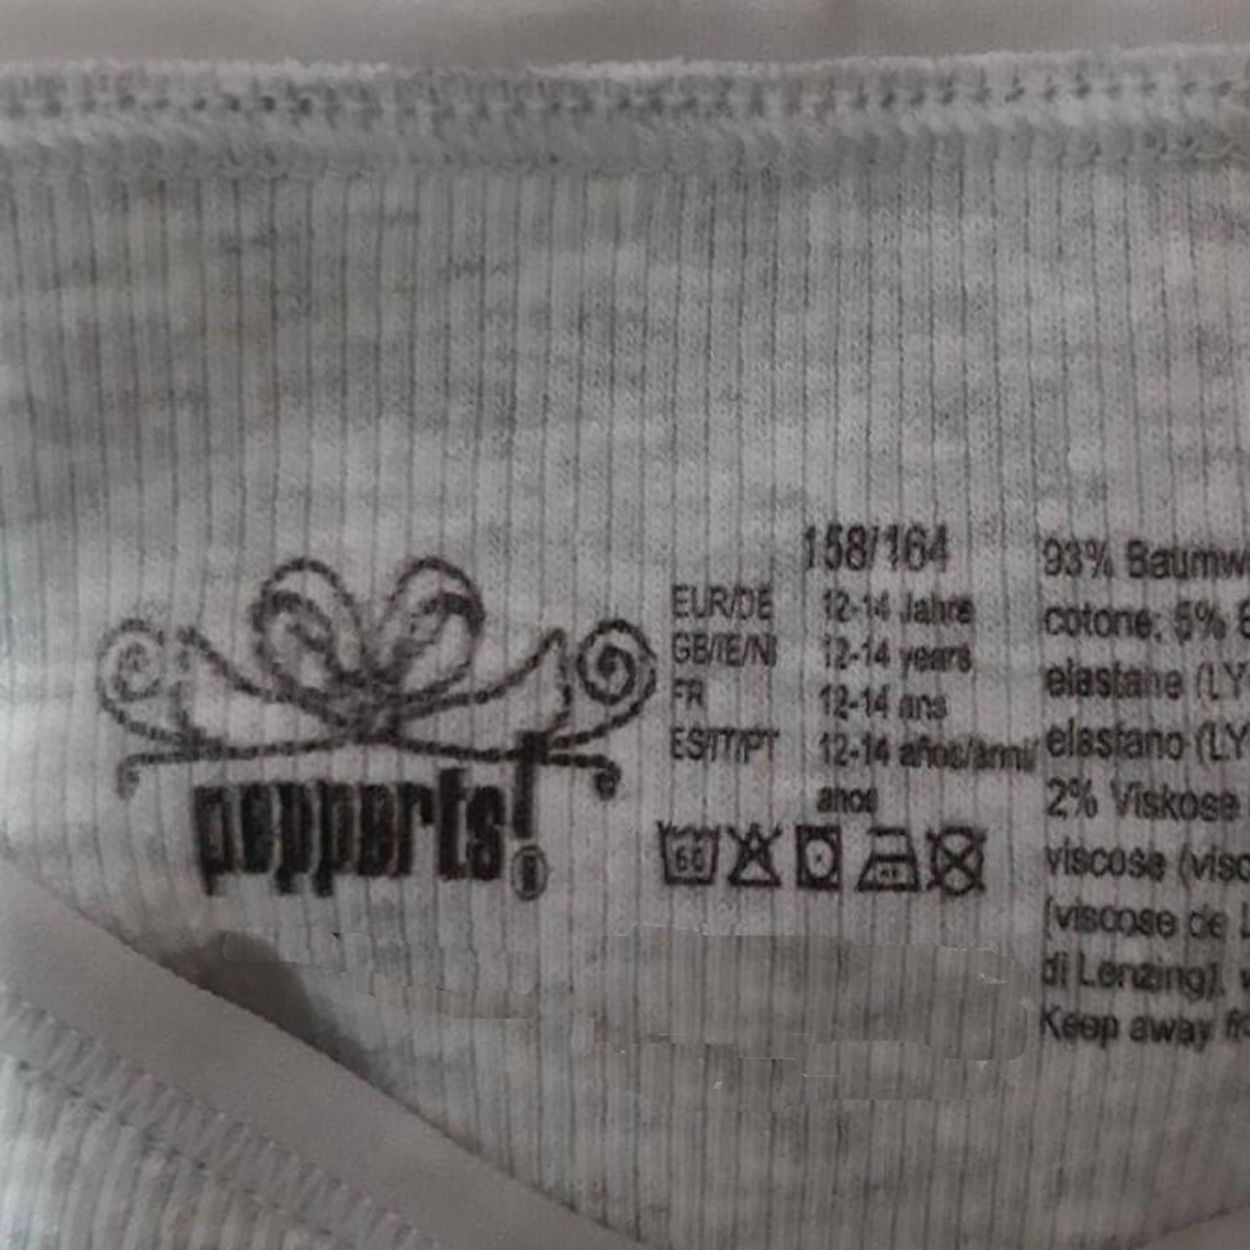 pepperts!
®
158/164
EUR/DE 12-14 Jahre
GB/IE/NI 12-14 years
FR 12-14 ans
ES/IT/PT 12-14 años/anni/
anos
60
93% Baumw
cotone; 5% E
elastane (LY
elastano (LY
2% Viskose
viscose (visc
(viscose de L
di Lenzing).
Keep away